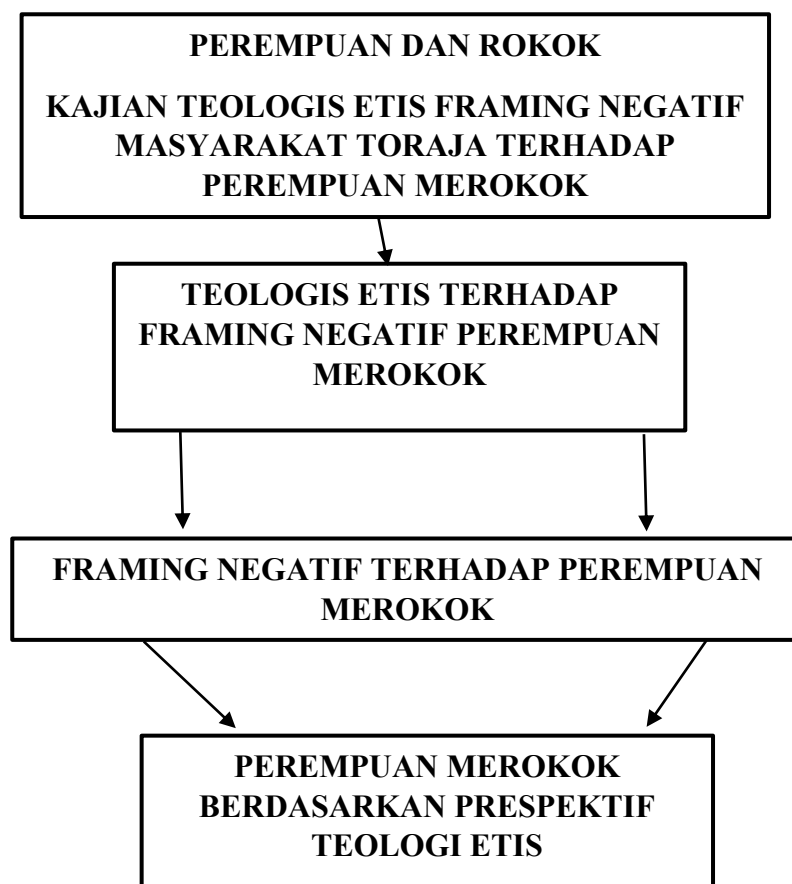 PEREMPUAN DAN ROKOK
KAJIAN TEOLOGIS ETIS FRAMING NEGATIF
MASYARAKAT TORAJA TERHADAP
PEREMPUAN MEROKOK
TEOLOGIS ETIS TERHADAP
FRAMING NEGATIF PEREMPUAN
MEROKOK
FRAMING NEGATIF TERHADAP PEREMPUAN
MEROKOK
PEREMPUAN MEROKOK
BERDASARKAN PRESPEKTIF
TEOLOGI ETIS